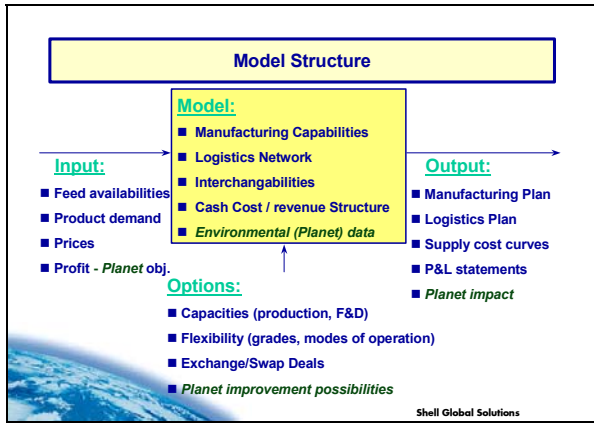 Model Structure
Model:
■ Manufacturing Capabilities
■ Logistics Network
■ Interchangabilities
■ Cash Cost / revenue Structure
■ Environmental (Planet) data
Input:
■ Feed availabilities
■ Product demand
■ Prices
■ Profit - Planet obj.
Output:
■ Manufacturing Plan
■ Logistics Plan
■ Supply cost curves
■ P&L statements
■ Planet impact
Options:
■ Capacities (production, F&D)
■ Flexibility (grades, modes of operation)
■ Exchange/Swap Deals
■ Planet improvement possibilities
Shell Global Solutions